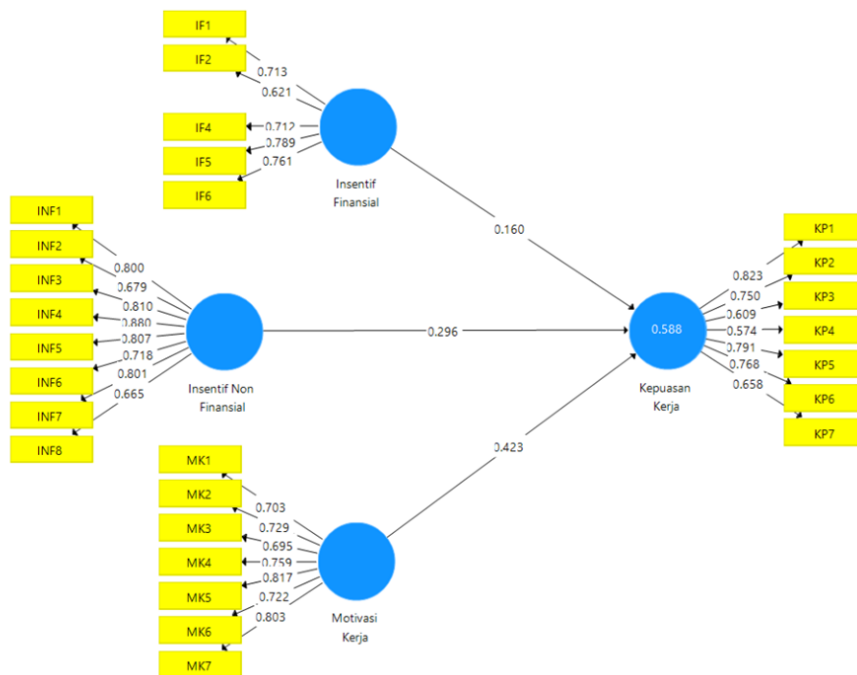 IF1
IF2
IF4
IF5
IF6
0.713
0.621
0.712
0.789
0.761
Insentif
Finansial
0.160
INF1
INF2
INF3
INF4
INF5
INF6
INF7
INF8
0.800
0.679
0.810
0.880
0.807
0.718
0.801
0.665
Insentif Non
Finansial
0.296
MK1
MK2
MK3
MK4
MK5
MK6
MK7
0.703
0.729
0.695
0.759
0.817
0.722
0.803
Motivasi
Kerja
0.423
0.588
Kepuasan
Kerja
0.823
0.750
0.609
0.574
0.791
0.768
0.658
KP1
KP2
KP3
KP4
KP5
KP6
KP7